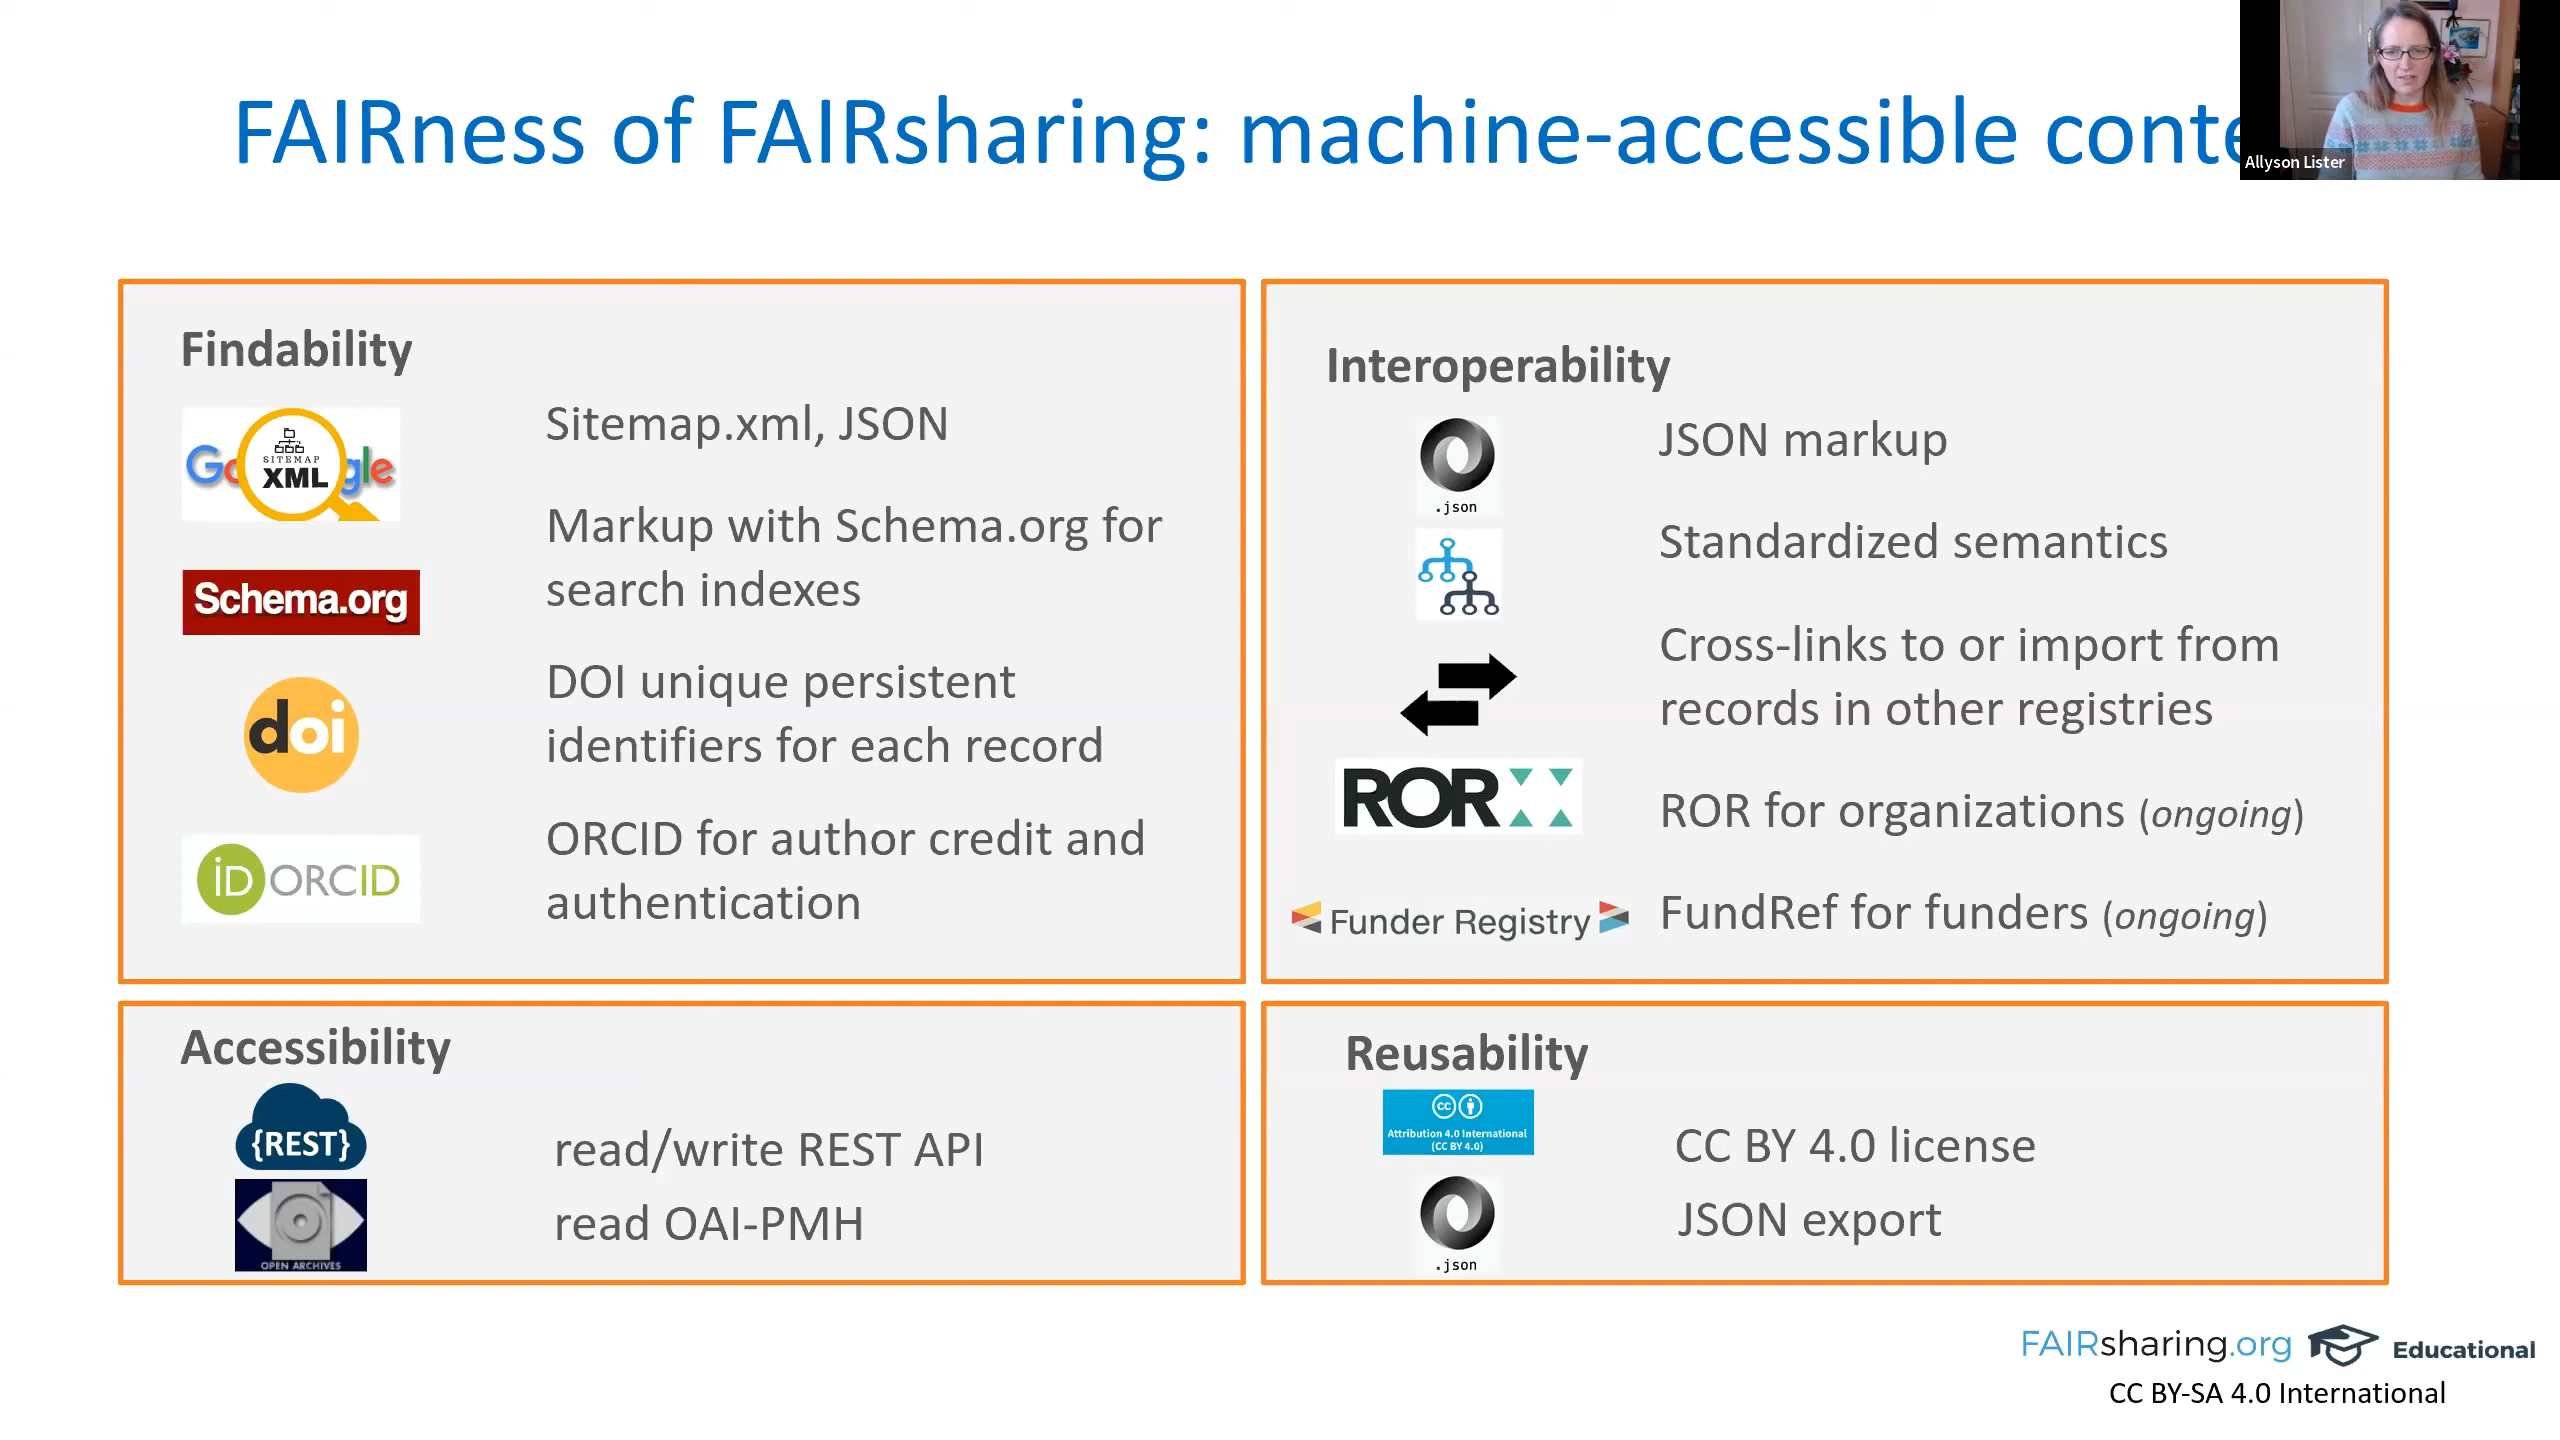 FAIRness of FAIRsharing: machine-accessible conte
Allyson Lister
Findability
Google
SITEMAP
XML
Sitemap.xml, JSON
Schema.org
Markup with Schema.org for
search indexes
doi
DOI unique persistent
identifiers for each record
iD ORCID
ORCID for author credit and
authentication
Interoperability
.json
JSON markup
Standardized semantics
Cross-links to or import from
records in other registries
ROR
ROR for organizations (ongoing)
Funder Registry
FundRef for funders (ongoing)
Accessibility
{REST}
read/write REST API
OPEN ARCHIVES
read OAI-PMH
Reusability
cc
Attribution 4.0 International
(CC BY 4.0)
CC BY 4.0 license
.json
JSON export
FAIRsharing.org Educational
CC BY-SA 4.0 International